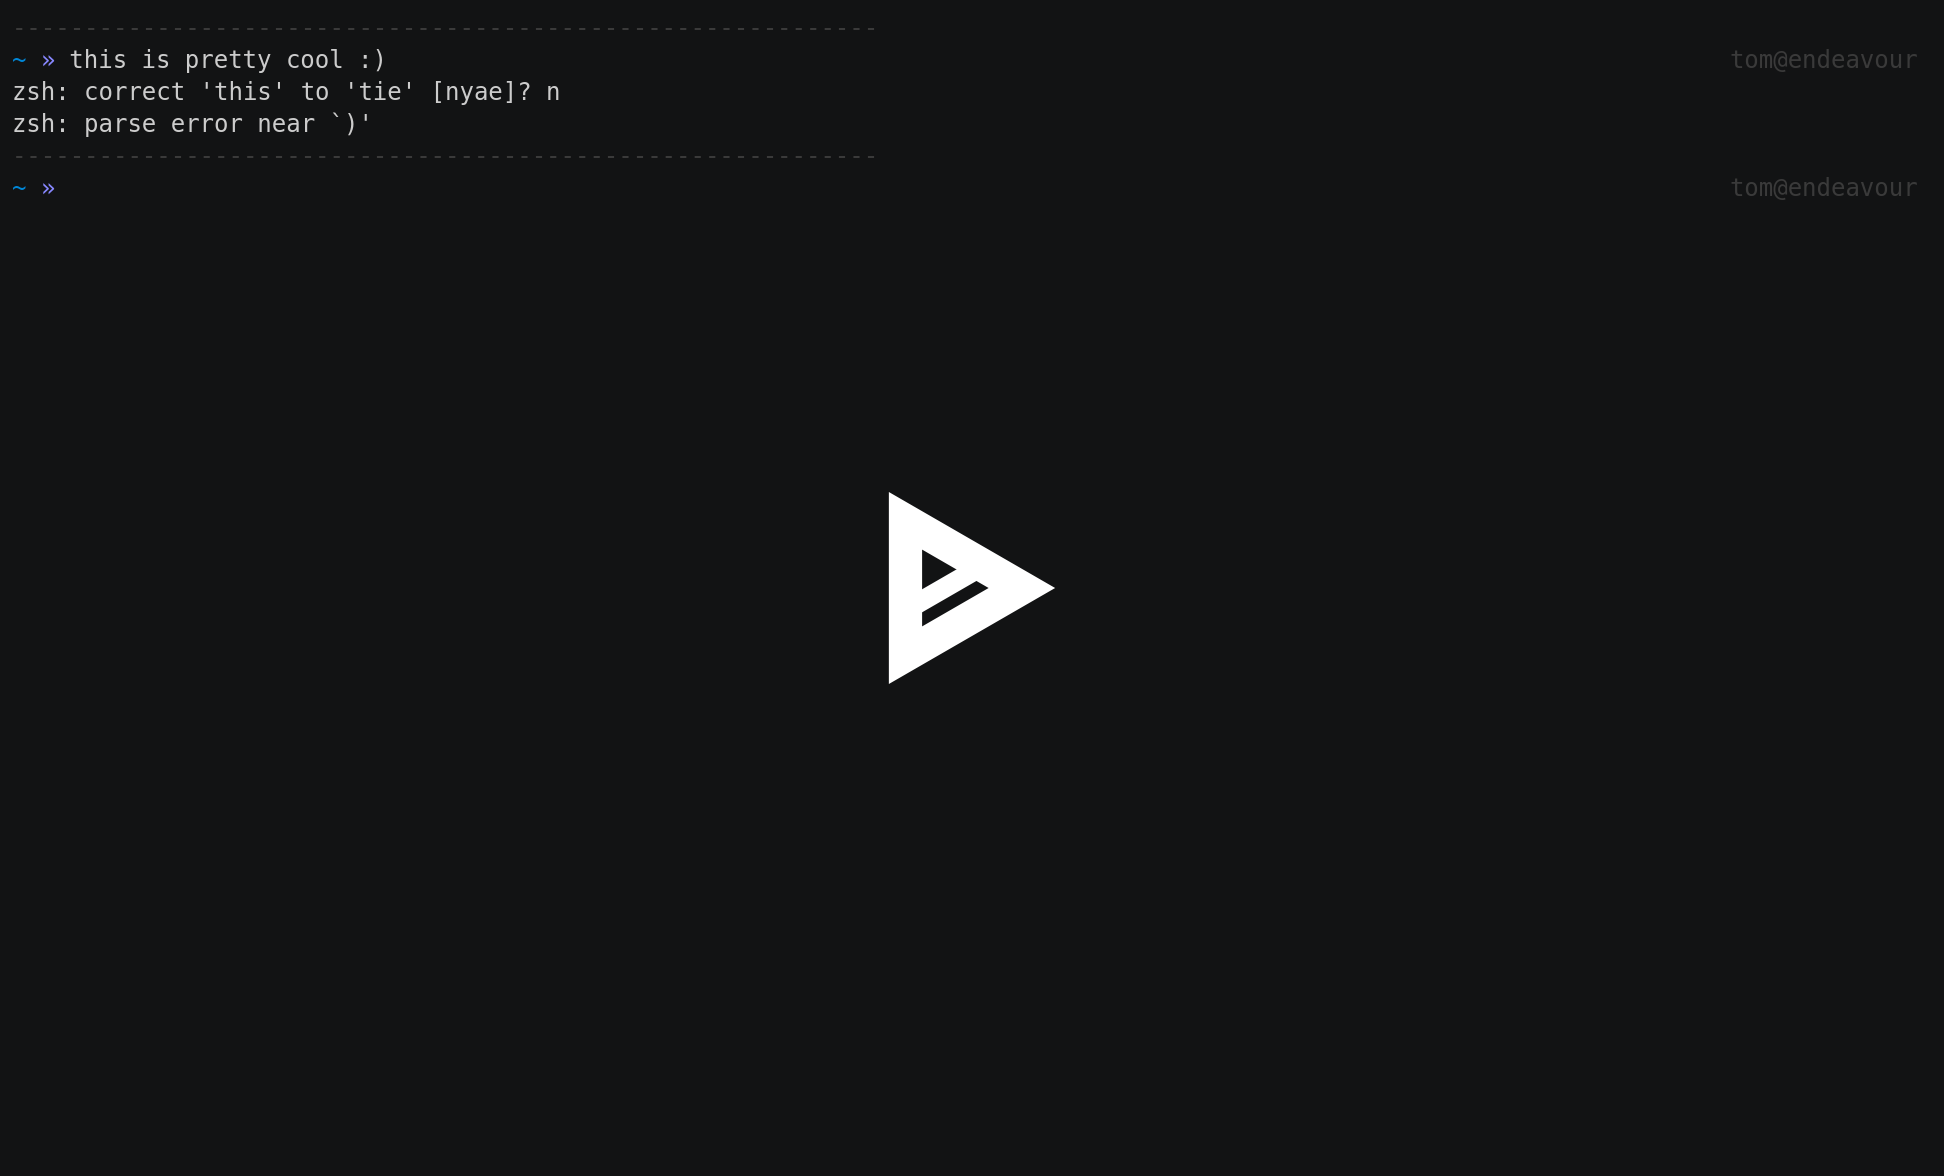 ------------------------------------------------------------
~ » this is pretty cool :) tom@endeavour
zsh: correct 'this' to 'tie' [nyae]? n
zsh: parse error near `)'
------------------------------------------------------------
~ » tom@endeavour